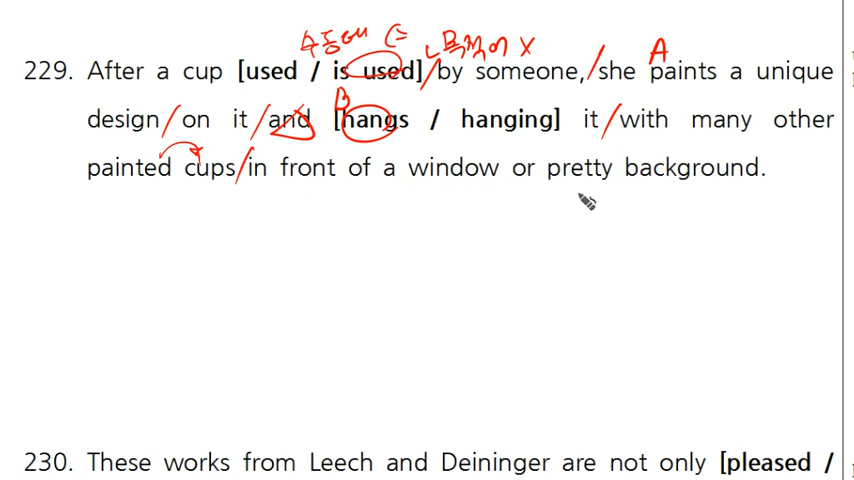 수동태 (= 목적어 X
A
229. After a cup [used / is used] by someone, she paints a unique
B
design on it and [hangs / hanging] it with many other
painted cups in front of a window or pretty background.
230. These works from Leech and Deininger are not only [pleased /